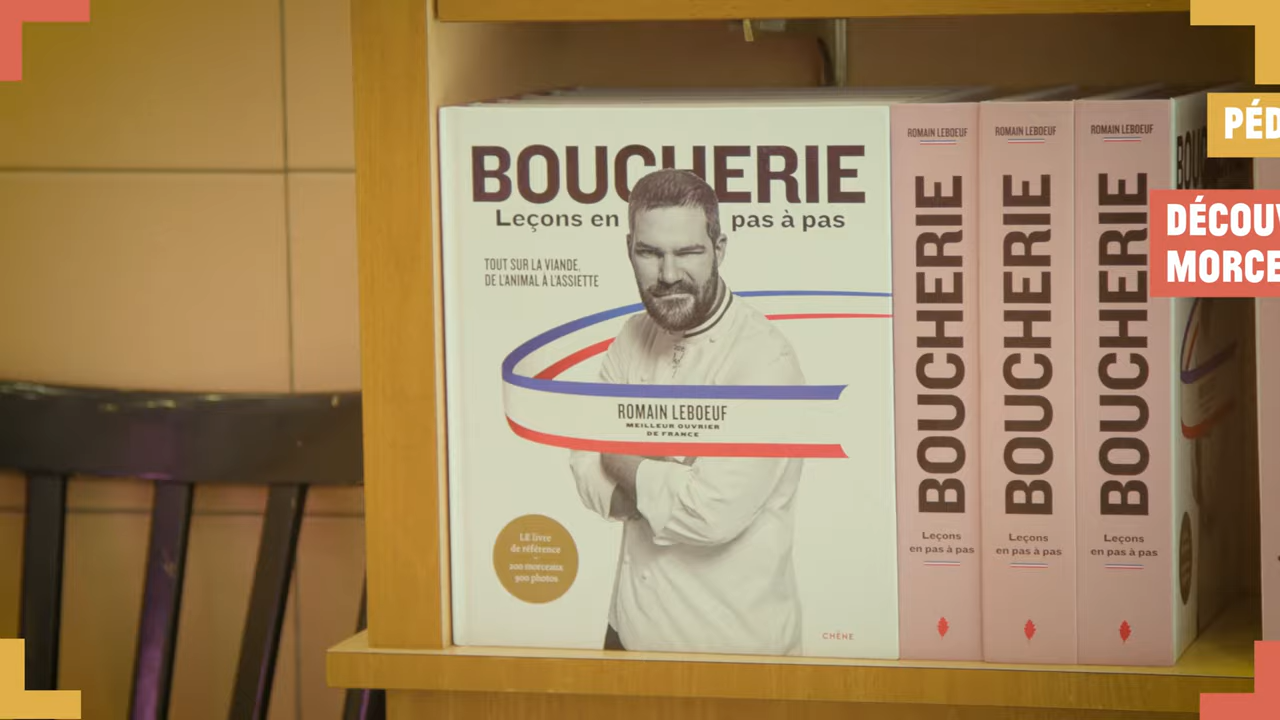 BOUCHERIE
Leçons en pas à pas
TOUT SUR LA VIANDE,
DE L'ANIMAL À L'ASSIETTE
ROMAIN LEBOEUF
MEILLEUR OUVRIER
DE FRANCE
LE livre
de référence
200 morceaux
900 photos
CHÊNE
ROMAIN LEBOEUF
BOUCHERIE
Leçons
en pas à pas
ROMAIN LEBOEUF
BOUCHERIE
Leçons
en pas à pas
ROMAIN LEBOEUF
BOUCHERIE
Leçons
en pas à pas
BOUC
PÉD
DÉCOUV
MORCE